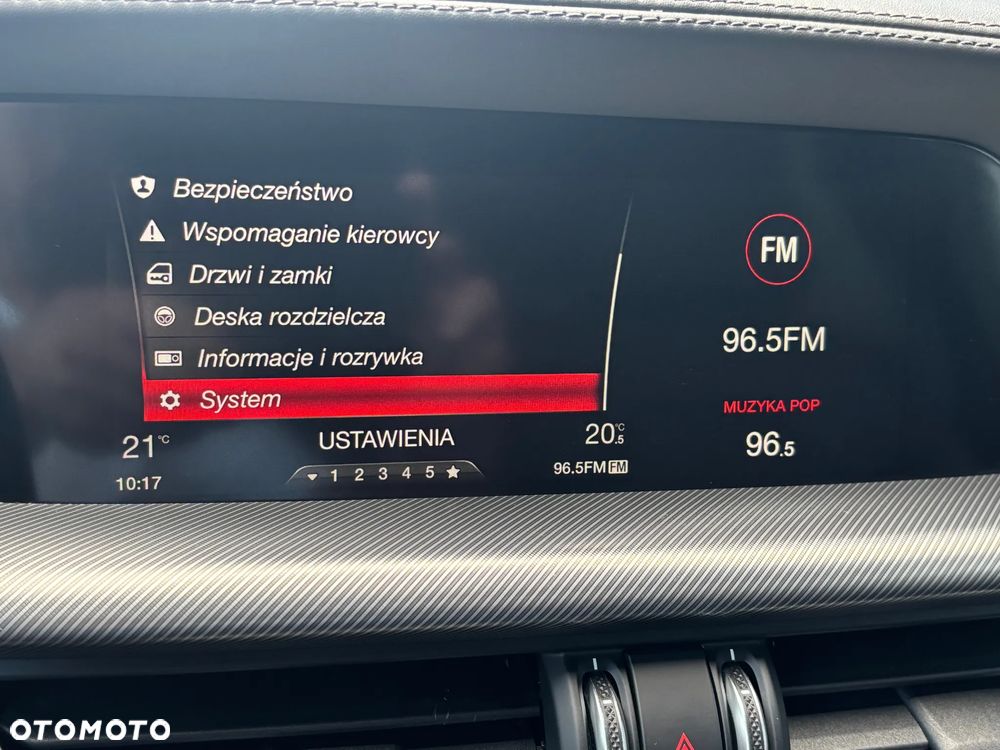 Bezpieczeństwo
Wspomaganie kierowcy
Drzwi i zamki
Deska rozdzielcza
Informacje i rozrywka
System
21°C
USTAWIENIA
20.5°C
10:17
1 2 3 4 5
96.5FM FM
FM
96.5FM
MUZYKA POP
96.5
OTOMOTO